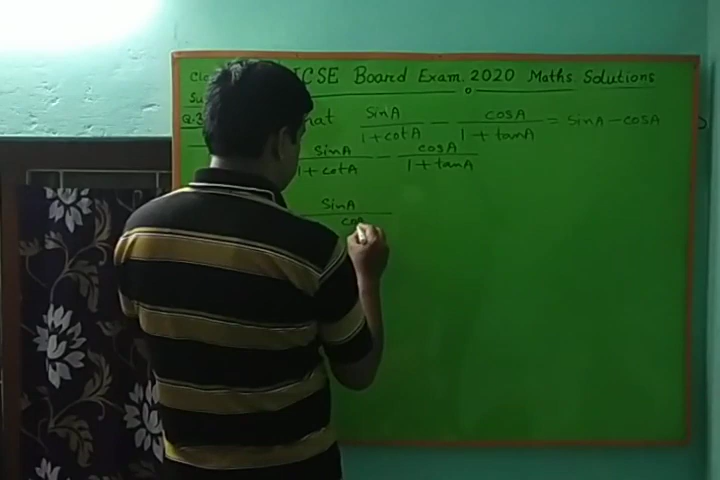 ICSE Board Exam. 2020 Maths Solutions
Q.3 hat SinA / 1 + cotA - cosA / 1 + tanA = SinA - cosA
SinA / 1 + cotA - cosA / 1 + tanA
SinA